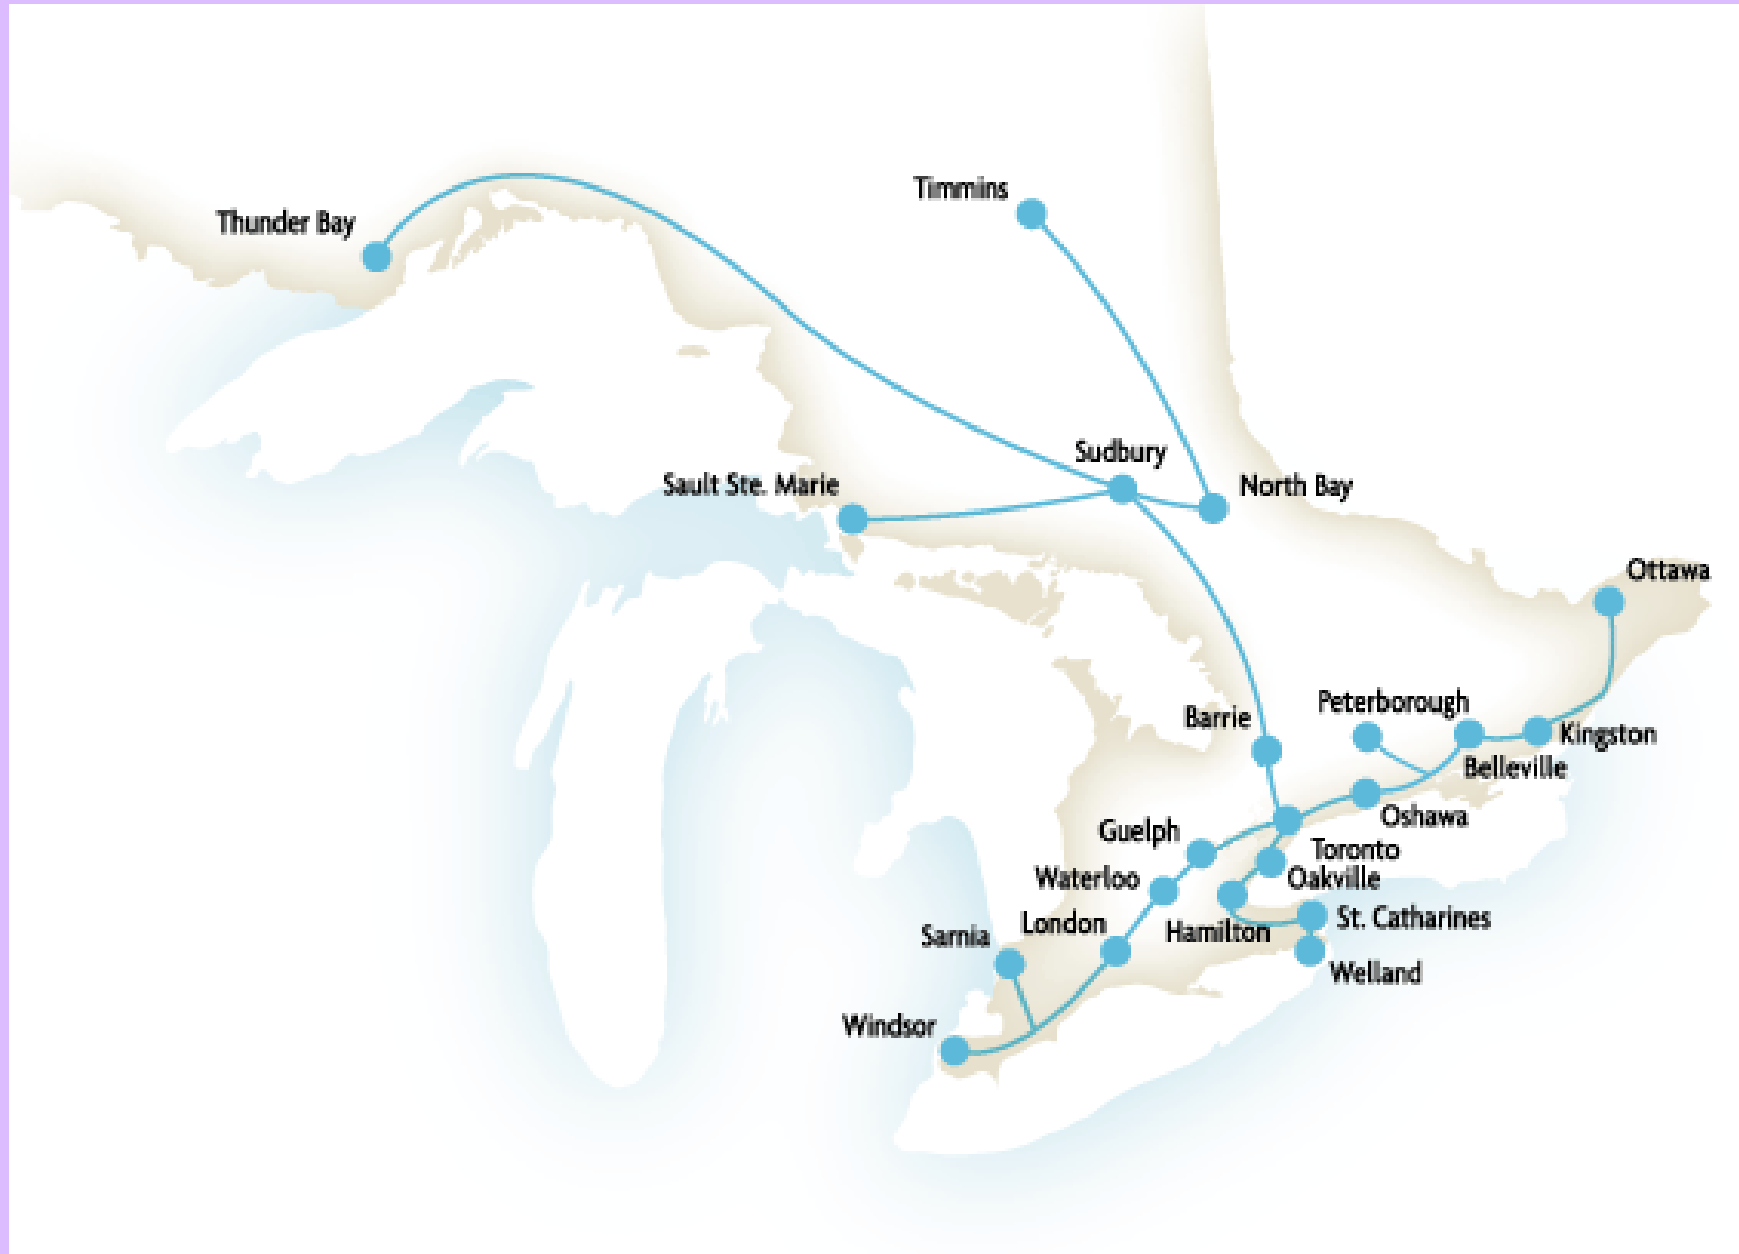 Timmins
Thunder Bay
Sudbury
Sault Ste. Marie
North Bay
Ottawa
Peterborough
Barrie
Kingston
Belleville
Oshawa
Guelph
Toronto
Waterloo
Oakville
London
Hamilton
St. Catharines
Sarnia
Welland
Windsor